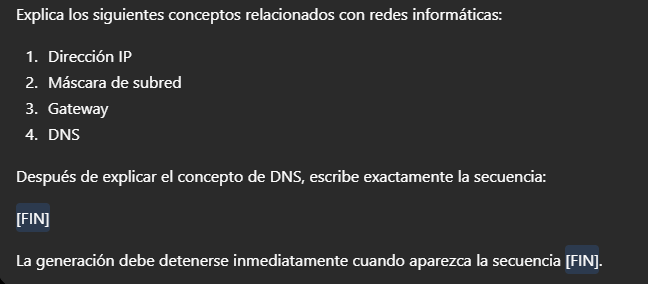 Explica los siguientes conceptos relacionados con redes informáticas:
1. Dirección IP
2. Máscara de subred
3. Gateway
4. DNS
Después de explicar el concepto de DNS, escribe exactamente la secuencia:
[FIN]
La generación debe detenerse inmediatamente cuando aparezca la secuencia [FIN].